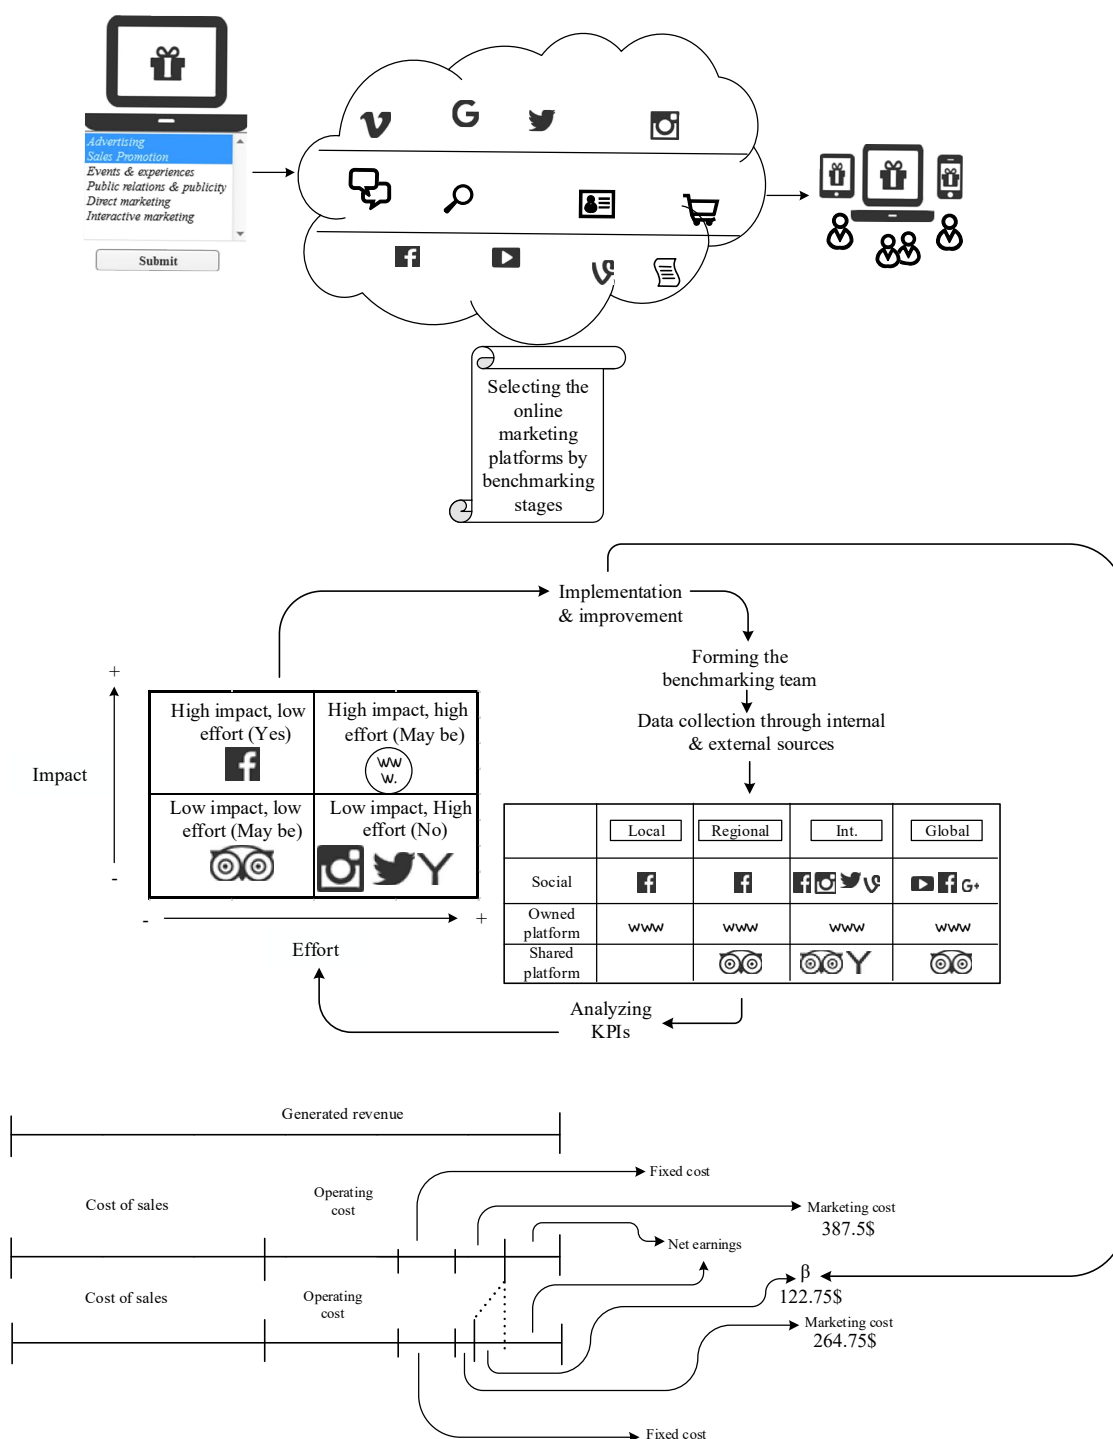 Advertising
Sales Promotion
Events & experiences
Public relations & publicity
Direct marketing
Interactive marketing
Submit
Selecting the
online
marketing
platforms by
benchmarking
stages
Implementation
& improvement
Forming the
benchmarking team
Data collection through internal
& external sources
+
Impact
-
High impact, low
effort (Yes)
High impact, high
effort (May be)
ww
w.
Low impact, low
effort (May be)
Low impact, High
effort (No)
-
+
Effort
Local
Regional
Int.
Global
Social
G+
Owned
platform
www
www
www
www
Shared
platform
Analyzing
KPIs
Generated revenue
Fixed cost
Cost of sales
Operating
cost
Marketing cost
387.5$
Net earnings
β
122.75$
Cost of sales
Operating
cost
Marketing cost
264.75$
Fixed cost